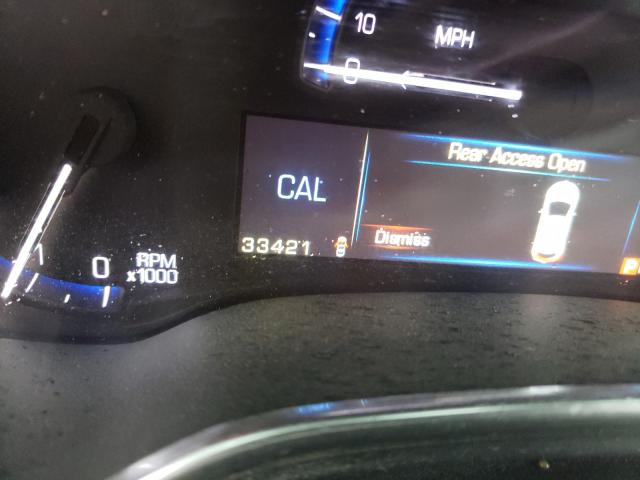 10
MPH
0
Rear Access Open
CAL
Dismiss
33421
1
0
RPM
x1000
P